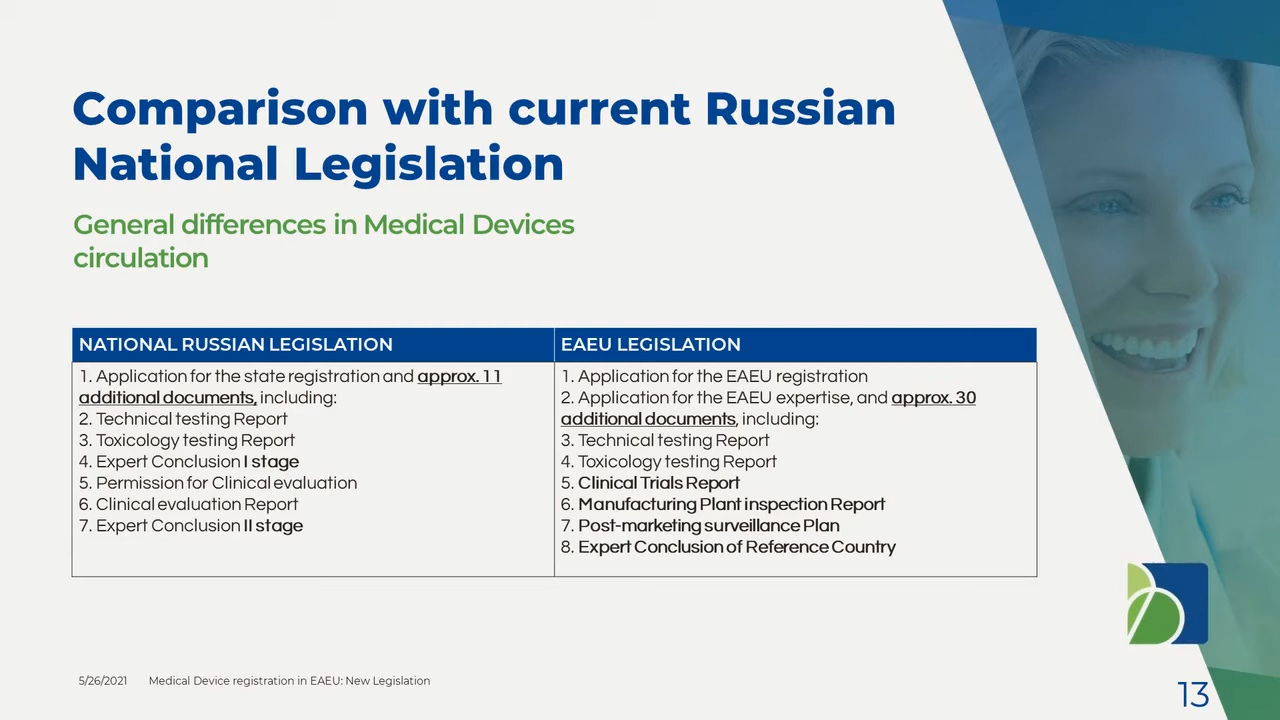 Comparison with current Russian
National Legislation
General differences in Medical Devices
circulation
NATIONAL RUSSIAN LEGISLATION
1. Application for the state registration and approx. 11
additional documents, including:
2. Technical testing Report
3. Toxicology testing Report
4. Expert Conclusion I stage
5. Permission for Clinical evaluation
6. Clinical evaluation Report
7. Expert Conclusion II stage
EAEU LEGISLATION
1. Application for the EAEU registration
2. Application for the EAEU expertise, and approx. 30
additional documents, including:
3. Technical testing Report
4. Toxicology testing Report
5. Clinical Trials Report
6. Manufacturing Plant inspection Report
7. Post-marketing surveillance Plan
8. Expert Conclusion of Reference Country
5/26/2021 Medical Device registration in EAEU: New Legislation
13